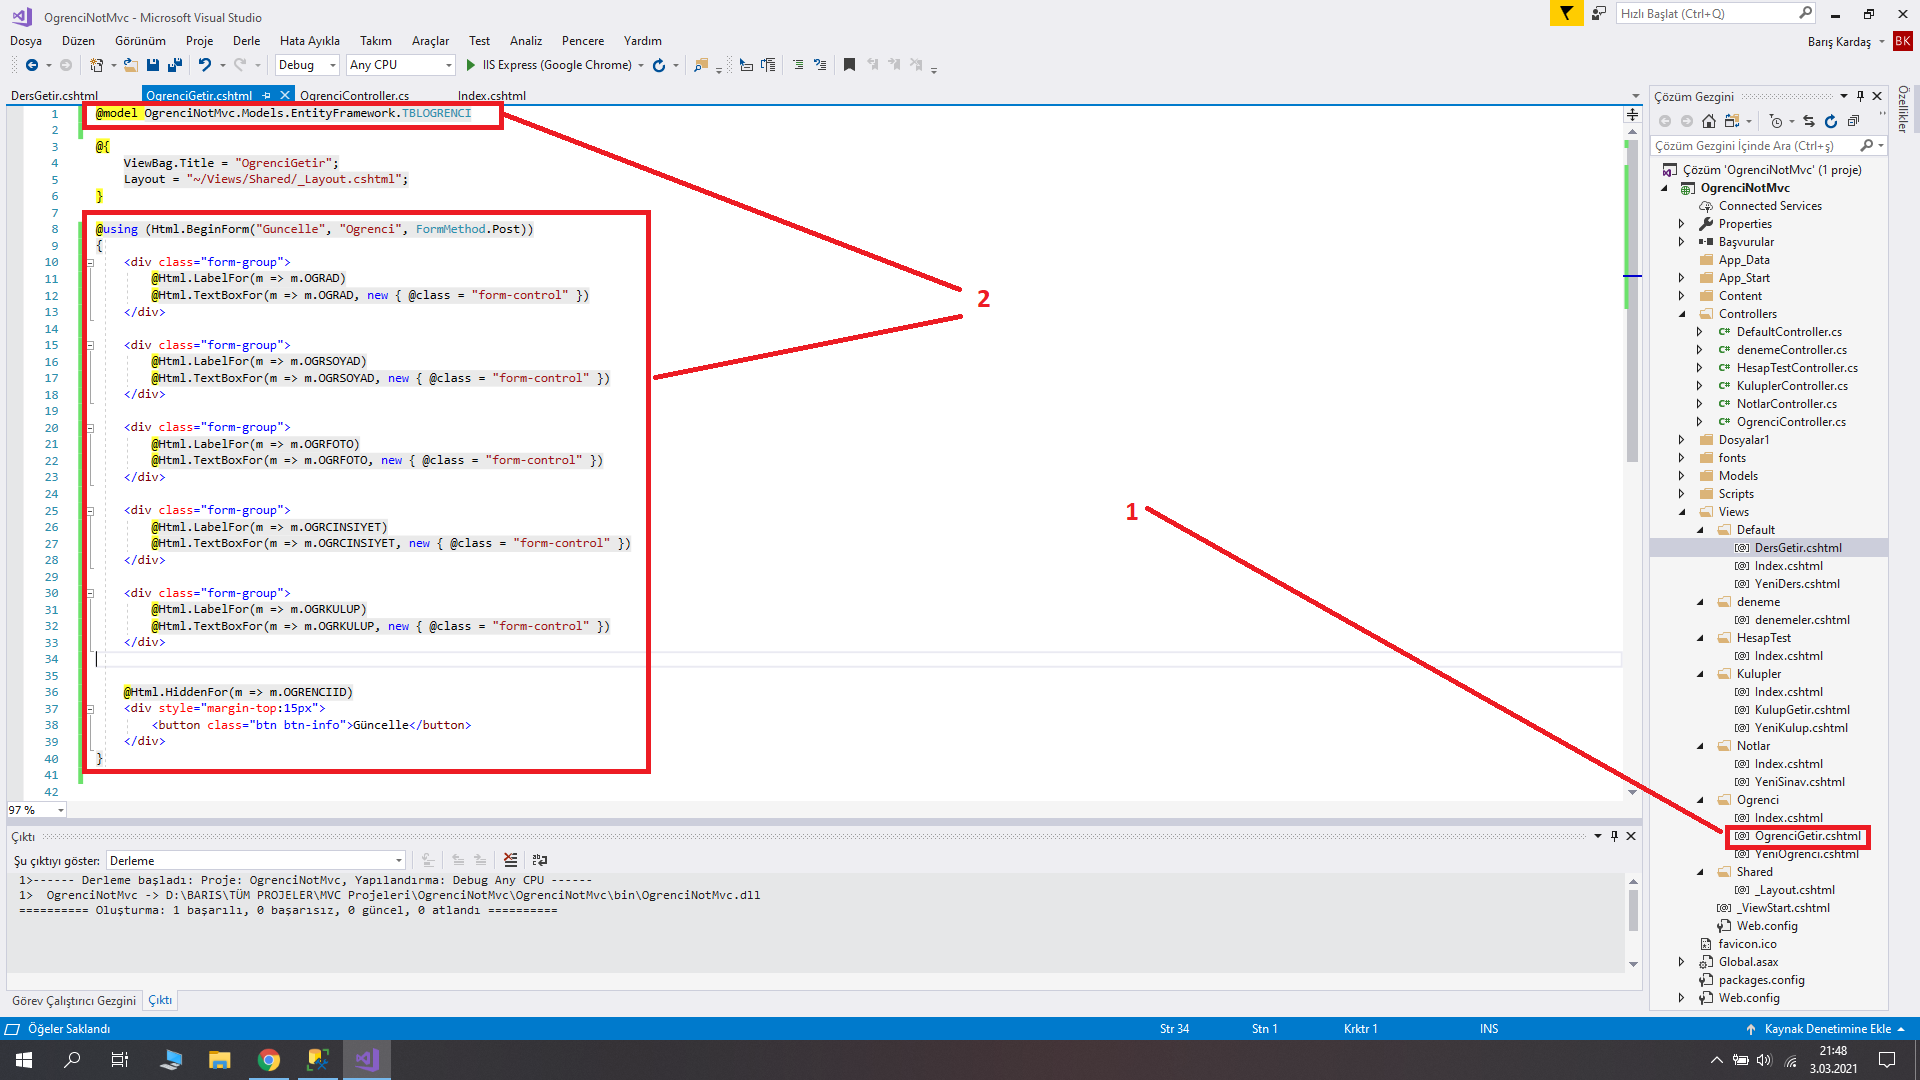 OgrenciNotMvc - Microsoft Visual Studio
Hızlı Başlat (Ctrl+Q)
Dosya Düzen Görünüm Proje Derle Hata Ayıkla Takım Araçlar Test Analiz Pencere Yardım
Barış Kardaş BK
Debug Any CPU IIS Express (Google Chrome)
DersGetir.cshtml OgrenciGetir.cshtml OgrenciController.cs Index.cshtml
1 @model OgrenciNotMvc.Models.EntityFramework.TBLOGRENCI
2
3 @{
4 ViewBag.Title = "OgrenciGetir";
5 Layout = "~/Views/Shared/_Layout.cshtml";
6 }
7
8 @using (Html.BeginForm("Guncelle", "Ogrenci", FormMethod.Post))
9 {
10 <div class="form-group">
11 @Html.LabelFor(m => m.OGRAD)
12 @Html.TextBoxFor(m => m.OGRAD, new { @class = "form-control" })
13 </div>
14
15 <div class="form-group">
16 @Html.LabelFor(m => m.OGRSOYAD)
17 @Html.TextBoxFor(m => m.OGRSOYAD, new { @class = "form-control" })
18 </div>
19
20 <div class="form-group">
21 @Html.LabelFor(m => m.OGRFOTO)
22 @Html.TextBoxFor(m => m.OGRFOTO, new { @class = "form-control" })
23 </div>
24
25 <div class="form-group">
26 @Html.LabelFor(m => m.OGRCINSIYET)
27 @Html.TextBoxFor(m => m.OGRCINSIYET, new { @class = "form-control" })
28 </div>
29
30 <div class="form-group">
31 @Html.LabelFor(m => m.OGRKULUP)
32 @Html.TextBoxFor(m => m.OGRKULUP, new { @class = "form-control" })
33 </div>
34
35
36 @Html.HiddenFor(m => m.OGRENCIID)
37 <div style="margin-top:15px">
38 <button class="btn btn-info">Güncelle</button>
39 </div>
40 }
41
42
2
1
97 %
Çıktı
Şu çıktıyı göster: Derleme
1>------ Derleme başladı: Proje: OgrenciNotMvc, Yapılandırma: Debug Any CPU ------
1> OgrenciNotMvc -> D:\BARIS\TÜM PROJELER\MVC Projeleri\OgrenciNotMvc\OgrenciNotMvc\bin\OgrenciNotMvc.dll
========== Oluşturma: 1 başarılı, 0 başarısız, 0 güncel, 0 atlandı ==========
Görev Çalıştırıcı Gezgini Çıktı
Çözüm Gezgini
Özellikler
Çözüm Gezgini İçinde Ara (Ctrl+ş)
Çözüm 'OgrenciNotMvc' (1 proje)
OgrenciNotMvc
Connected Services
Properties
Başvurular
App_Data
App_Start
Content
Controllers
C# DefaultController.cs
C# denemeController.cs
C# HesapTestController.cs
C# KuluplerController.cs
C# NotlarController.cs
C# OgrenciController.cs
Dosyalar1
fonts
Models
Scripts
Views
Default
[@] DersGetir.cshtml
[@] Index.cshtml
[@] YeniDers.cshtml
deneme
[@] denemeler.cshtml
HesapTest
[@] Index.cshtml
Kulupler
[@] Index.cshtml
[@] KulupGetir.cshtml
[@] YeniKulup.cshtml
Notlar
[@] Index.cshtml
[@] YeniSinav.cshtml
Ogrenci
[@] Index.cshtml
[@] OgrenciGetir.cshtml
[@] YeniOgrenci.cshtml
Shared
[@] _Layout.cshtml
[@] _ViewStart.cshtml
Web.config
favicon.ico
Global.asax
packages.config
Web.config
Öğeler Saklandı Str 34 Stn 1 Krktr 1 INS Kaynak Denetimine Ekle
21:48
3.03.2021